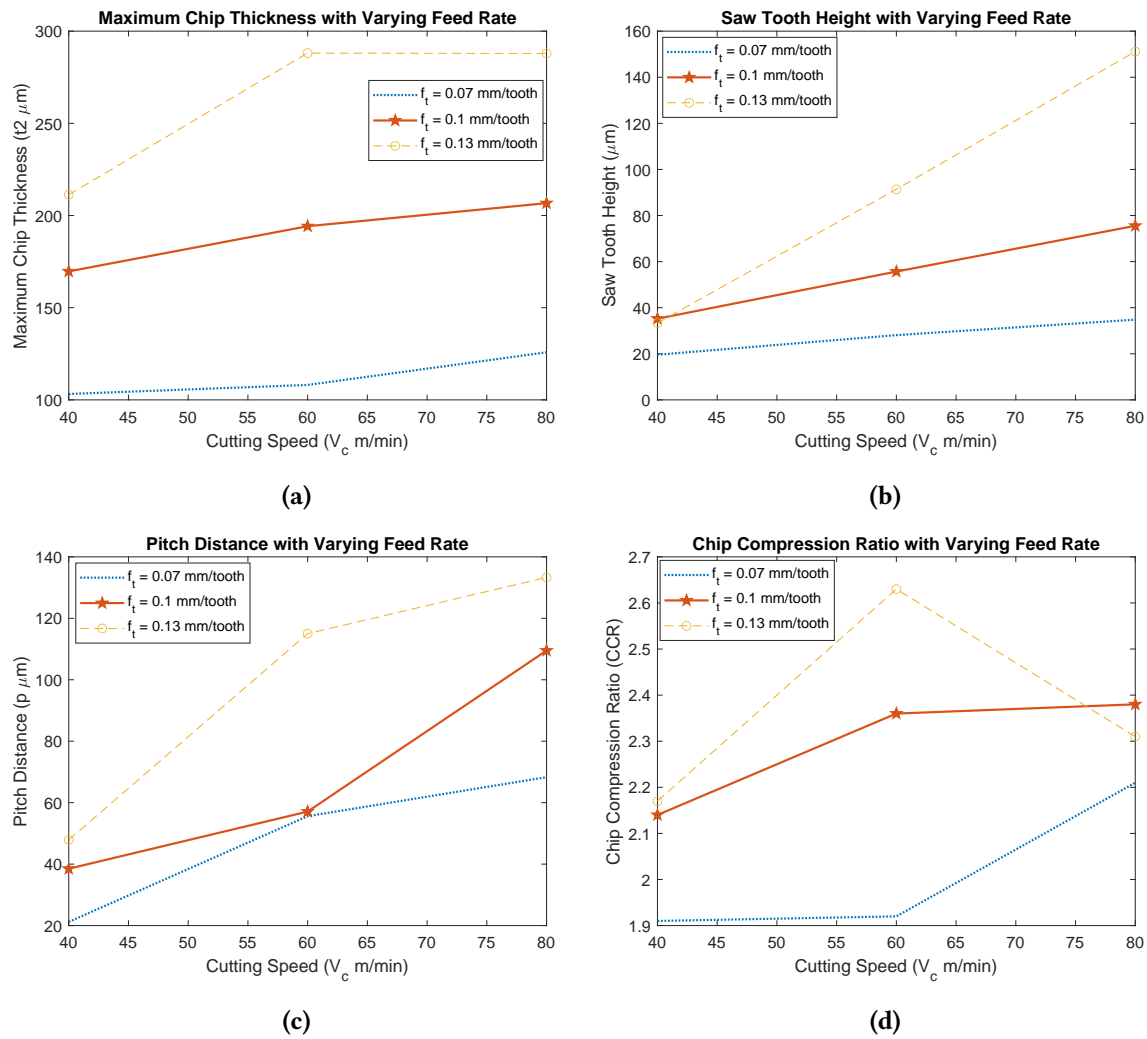 Maximum Chip Thickness with Varying Feed Rate
300
250
200
150
100
Maximum Chip Thickness (t2 μm)
f_t = 0.07 mm/tooth
f_t = 0.1 mm/tooth
f_t = 0.13 mm/tooth
40 45 50 55 60 65 70 75 80
Cutting Speed (V_c m/min)
(a)
Saw Tooth Height with Varying Feed Rate
160
140
120
100
80
60
40
20
0
Saw Tooth Height (μm)
f_t = 0.07 mm/tooth
f_t = 0.1 mm/tooth
f_t = 0.13 mm/tooth
40 45 50 55 60 65 70 75 80
Cutting Speed (V_c m/min)
(b)
Pitch Distance with Varying Feed Rate
140
120
100
80
60
40
20
Pitch Distance (p μm)
f_t = 0.07 mm/tooth
f_t = 0.1 mm/tooth
f_t = 0.13 mm/tooth
40 45 50 55 60 65 70 75 80
Cutting Speed (V_c m/min)
(c)
Chip Compression Ratio with Varying Feed Rate
2.7
2.6
2.5
2.4
2.3
2.2
2.1
2
1.9
Chip Compression Ratio (CCR)
f_t = 0.07 mm/tooth
f_t = 0.1 mm/tooth
f_t = 0.13 mm/tooth
40 45 50 55 60 65 70 75 80
Cutting Speed (V_c m/min)
(d)